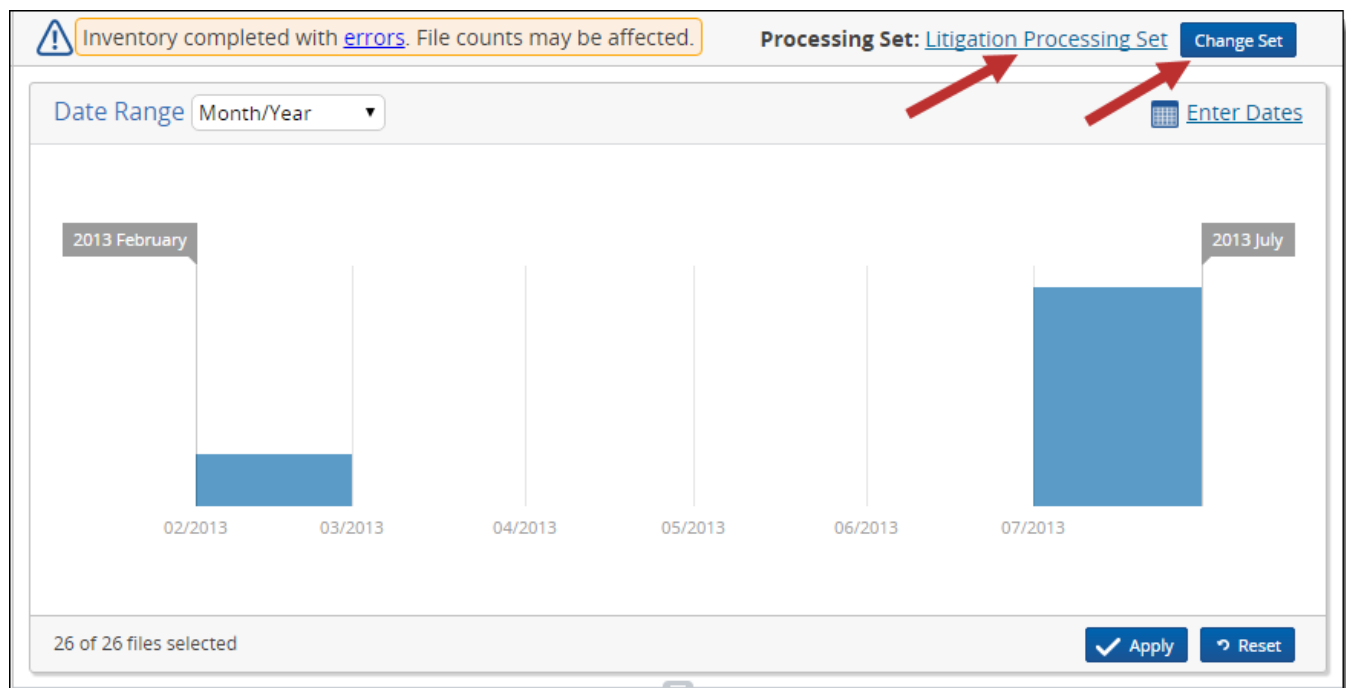 Inventory completed with errors. File counts may be affected. Processing Set: Litigation Processing Set Change Set
Date Range Month/Year Enter Dates
2013 February 2013 July
02/2013 03/2013 04/2013 05/2013 06/2013 07/2013
26 of 26 files selected Apply Reset